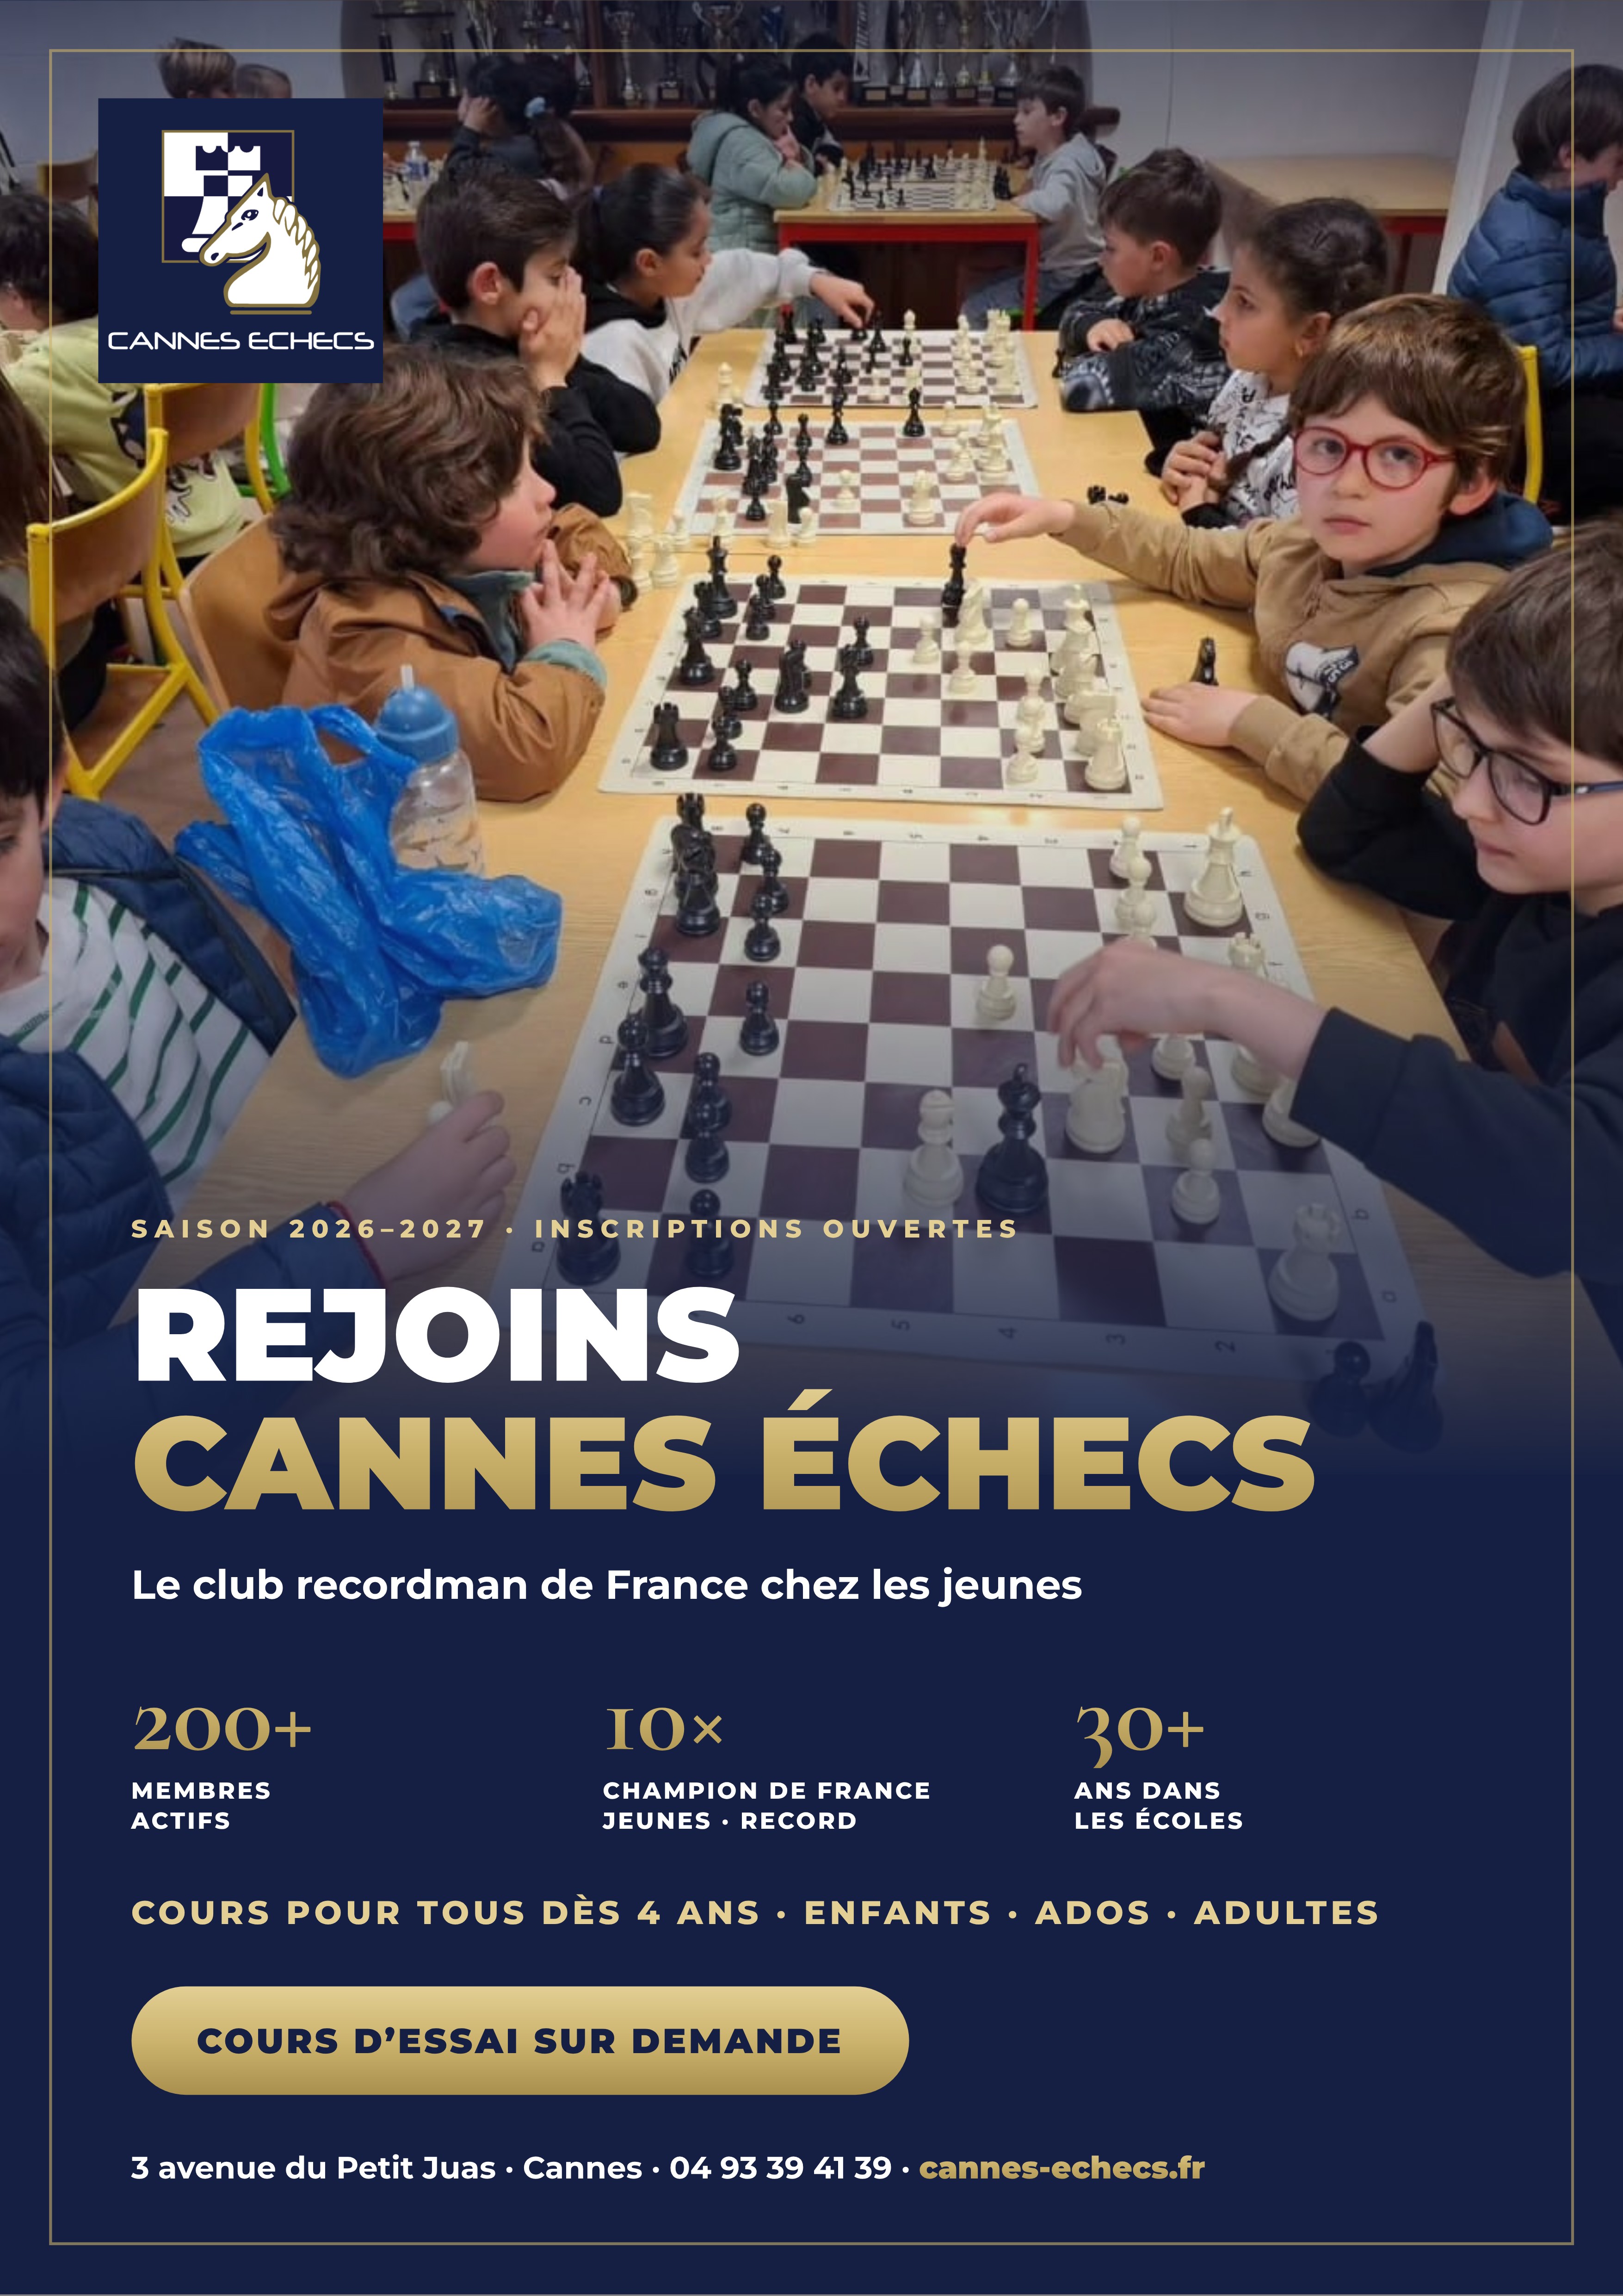 CANNES ECHECS
SAISON 2026–2027 · INSCRIPTIONS OUVERTES
REJOINS
CANNES ÉCHECS
Le club recordman de France chez les jeunes
200+
MEMBRES
ACTIFS
10×
CHAMPION DE FRANCE
JEUNES · RECORD
30+
ANS DANS
LES ÉCOLES
COURS POUR TOUS DÈS 4 ANS · ENFANTS · ADOS · ADULTES
COURS D’ESSAI SUR DEMANDE
3 avenue du Petit Juas · Cannes · 04 93 39 41 39 · cannes-echecs.fr